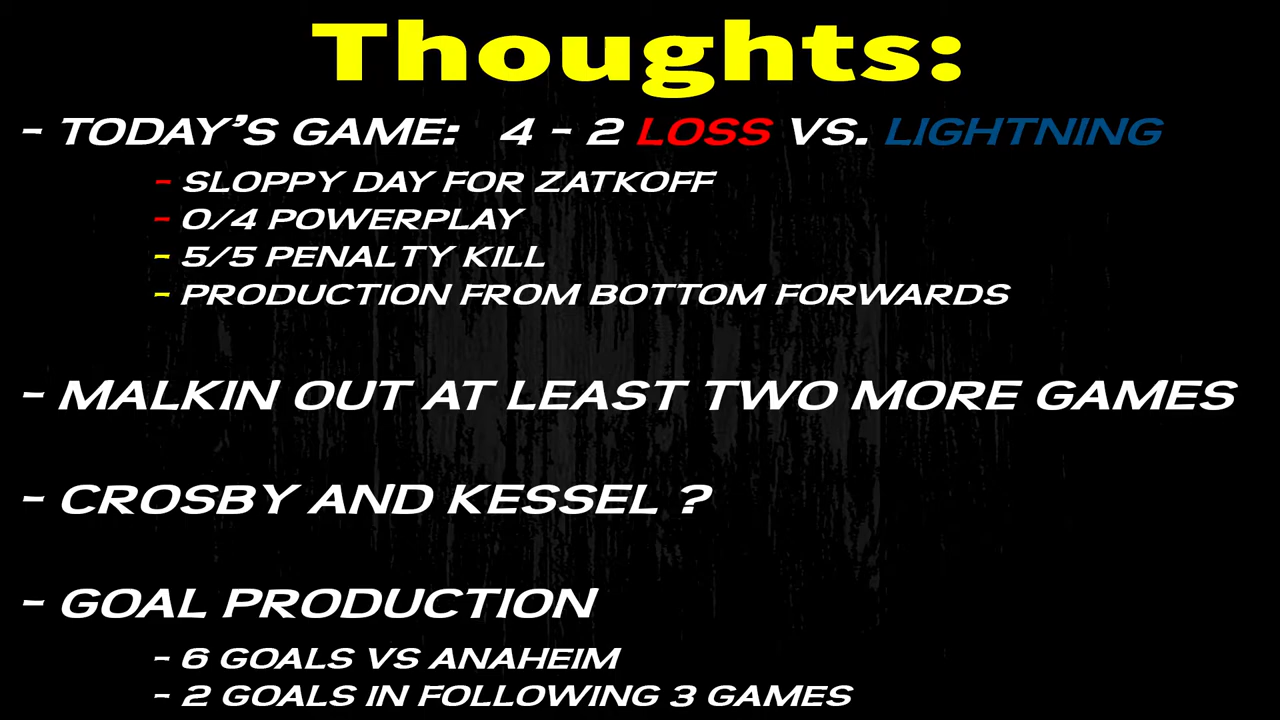 Thoughts:
- TODAY'S GAME: 4 - 2 LOSS VS. LIGHTNING
- SLOPPY DAY FOR ZATKOFF
- 0/4 POWERPLAY
- 5/5 PENALTY KILL
- PRODUCTION FROM BOTTOM FORWARDS
- MALKIN OUT AT LEAST TWO MORE GAMES
- CROSBY AND KESSEL ?
- GOAL PRODUCTION
- 6 GOALS VS ANAHEIM
- 2 GOALS IN FOLLOWING 3 GAMES